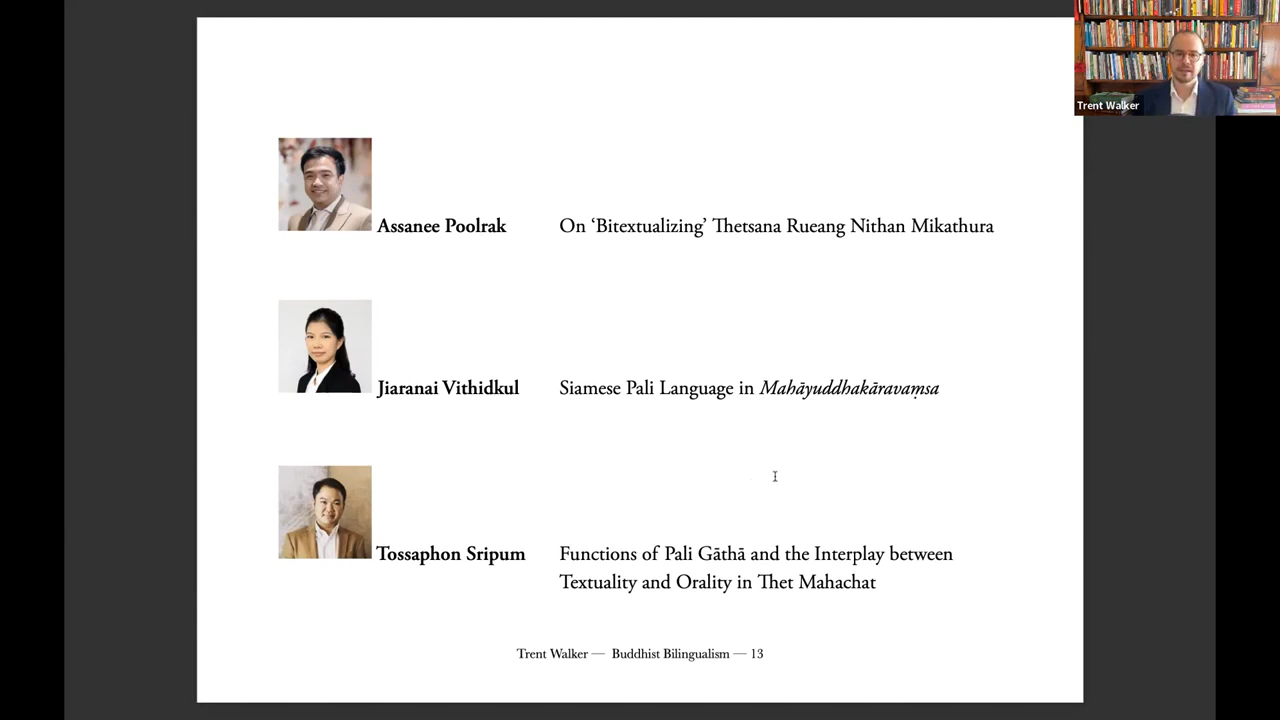 Trent Walker
Assanee Poolrak
On ‘Bitextualizing’ Thetsana Rueang Nithan Mikathura
Jiaranai Vithidkul
Siamese Pali Language in Mahāyuddhakāravaṃsa
Tossaphon Sripum
Functions of Pali Gāthā and the Interplay between
Textuality and Orality in Thet Mahachat
Trent Walker — Buddhist Bilingualism — 13